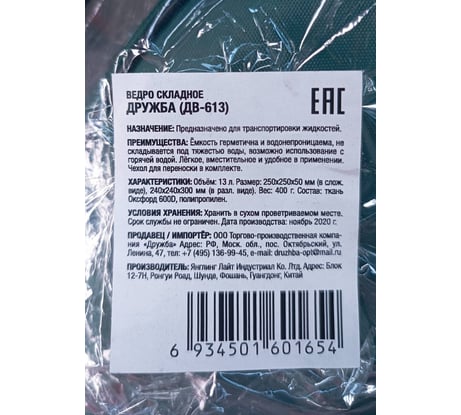 ВЕДРО СКЛАДНОЕ
ДРУЖБА (ДВ-613)
EAC
НАЗНАЧЕНИЕ: Предназначено для транспортировки жидкостей.
ПРЕИМУЩЕСТВА: Ёмкость герметична и водонепроницаема, не
складывается под тяжестью воды, возможно использование с
горячей водой. Лёгкое, вместительное и удобное в применении.
Чехол для переноски в комплекте.
ХАРАКТЕРИСТИКИ: Объём: 13 л. Размер: 250x250x50 мм (в слож.
виде), 240x240x300 мм (в разл. виде). Вес: 400 г. Состав: ткань
Оксфорд 600D, полипропилен.
УСЛОВИЯ ХРАНЕНИЯ: Хранить в сухом проветриваемом месте.
Срок службы не ограничен. Дата изготовления: ноябрь 2020 г.
ПРОДАВЕЦ / ИМПОРТЁР: ООО Торгово-производственная компа-
ния «Дружба» Адрес: РФ, Моск. обл., пос. Октябрьский, ул.
Ленина, 47, тел. +7 (495) 136-99-45, e-mail: druzhba-opt@mail.ru
ПРОИЗВОДИТЕЛЬ: Янглинг Лайт Индустриал Ко. Лтд. Адрес: Блок
12-7Н, Ронгуи Роад, Шунде, Фошань, Гуангдонг, Китай
6 934501 601654